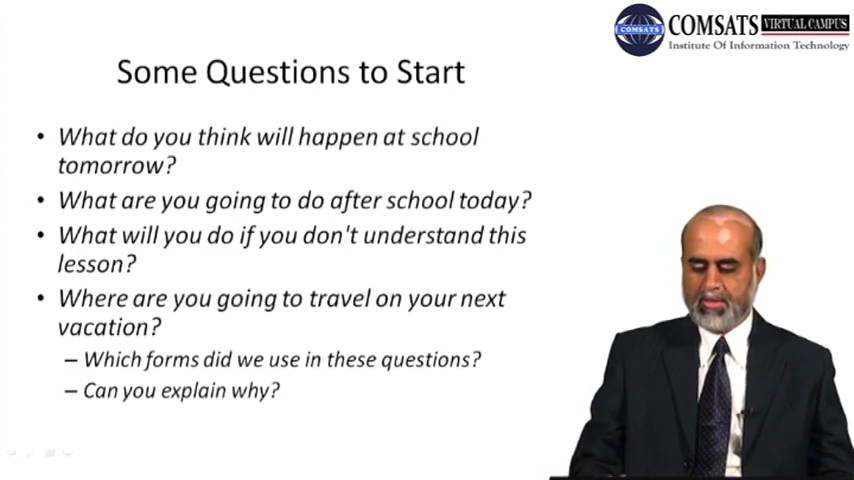 COMSATS VIRTUAL CAMPUS
COMSATS Institute Of Information Technology
Some Questions to Start
• What do you think will happen at school
tomorrow?
• What are you going to do after school today?
• What will you do if you don't understand this
lesson?
• Where are you going to travel on your next
vacation?
– Which forms did we use in these questions?
– Can you explain why?